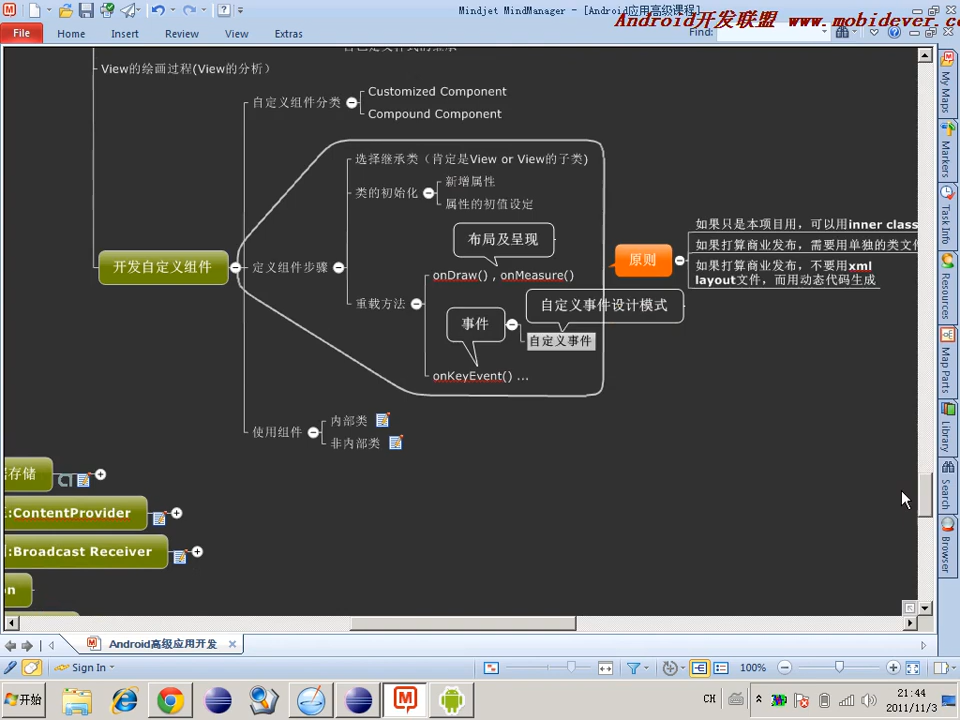 Mindjet MindManager - [Android应用高级课程]
Android开发联盟 www.mobidever.co
File Home Insert Review View Extras Find:
View的绘画过程(View的分析)
自定义组件分类
Customized Component
Compound Component
选择继承类（肯定是View or View的子类)
类的初始化
新增属性
属性的初值设定
布局及呈现
开发自定义组件
定义组件步骤
onDraw() , onMeasure()
重载方法
自定义事件设计模式
事件
自定义事件
onKeyEvent() ...
原则
如果只是本项目用，可以用inner class
如果打算商业发布，需要用单独的类文件
如果打算商业发布，不要用xml
layout文件，而用动态代码生成
使用组件
内部类
非内部类
存储
:ContentProvider
:Broadcast Receiver
on
My Maps
Markers
Task Info
Resources
Map Parts
Library
Search
Browser
Android高级应用开发
Sign In
100%
开始
CH
21:44
2011/11/3